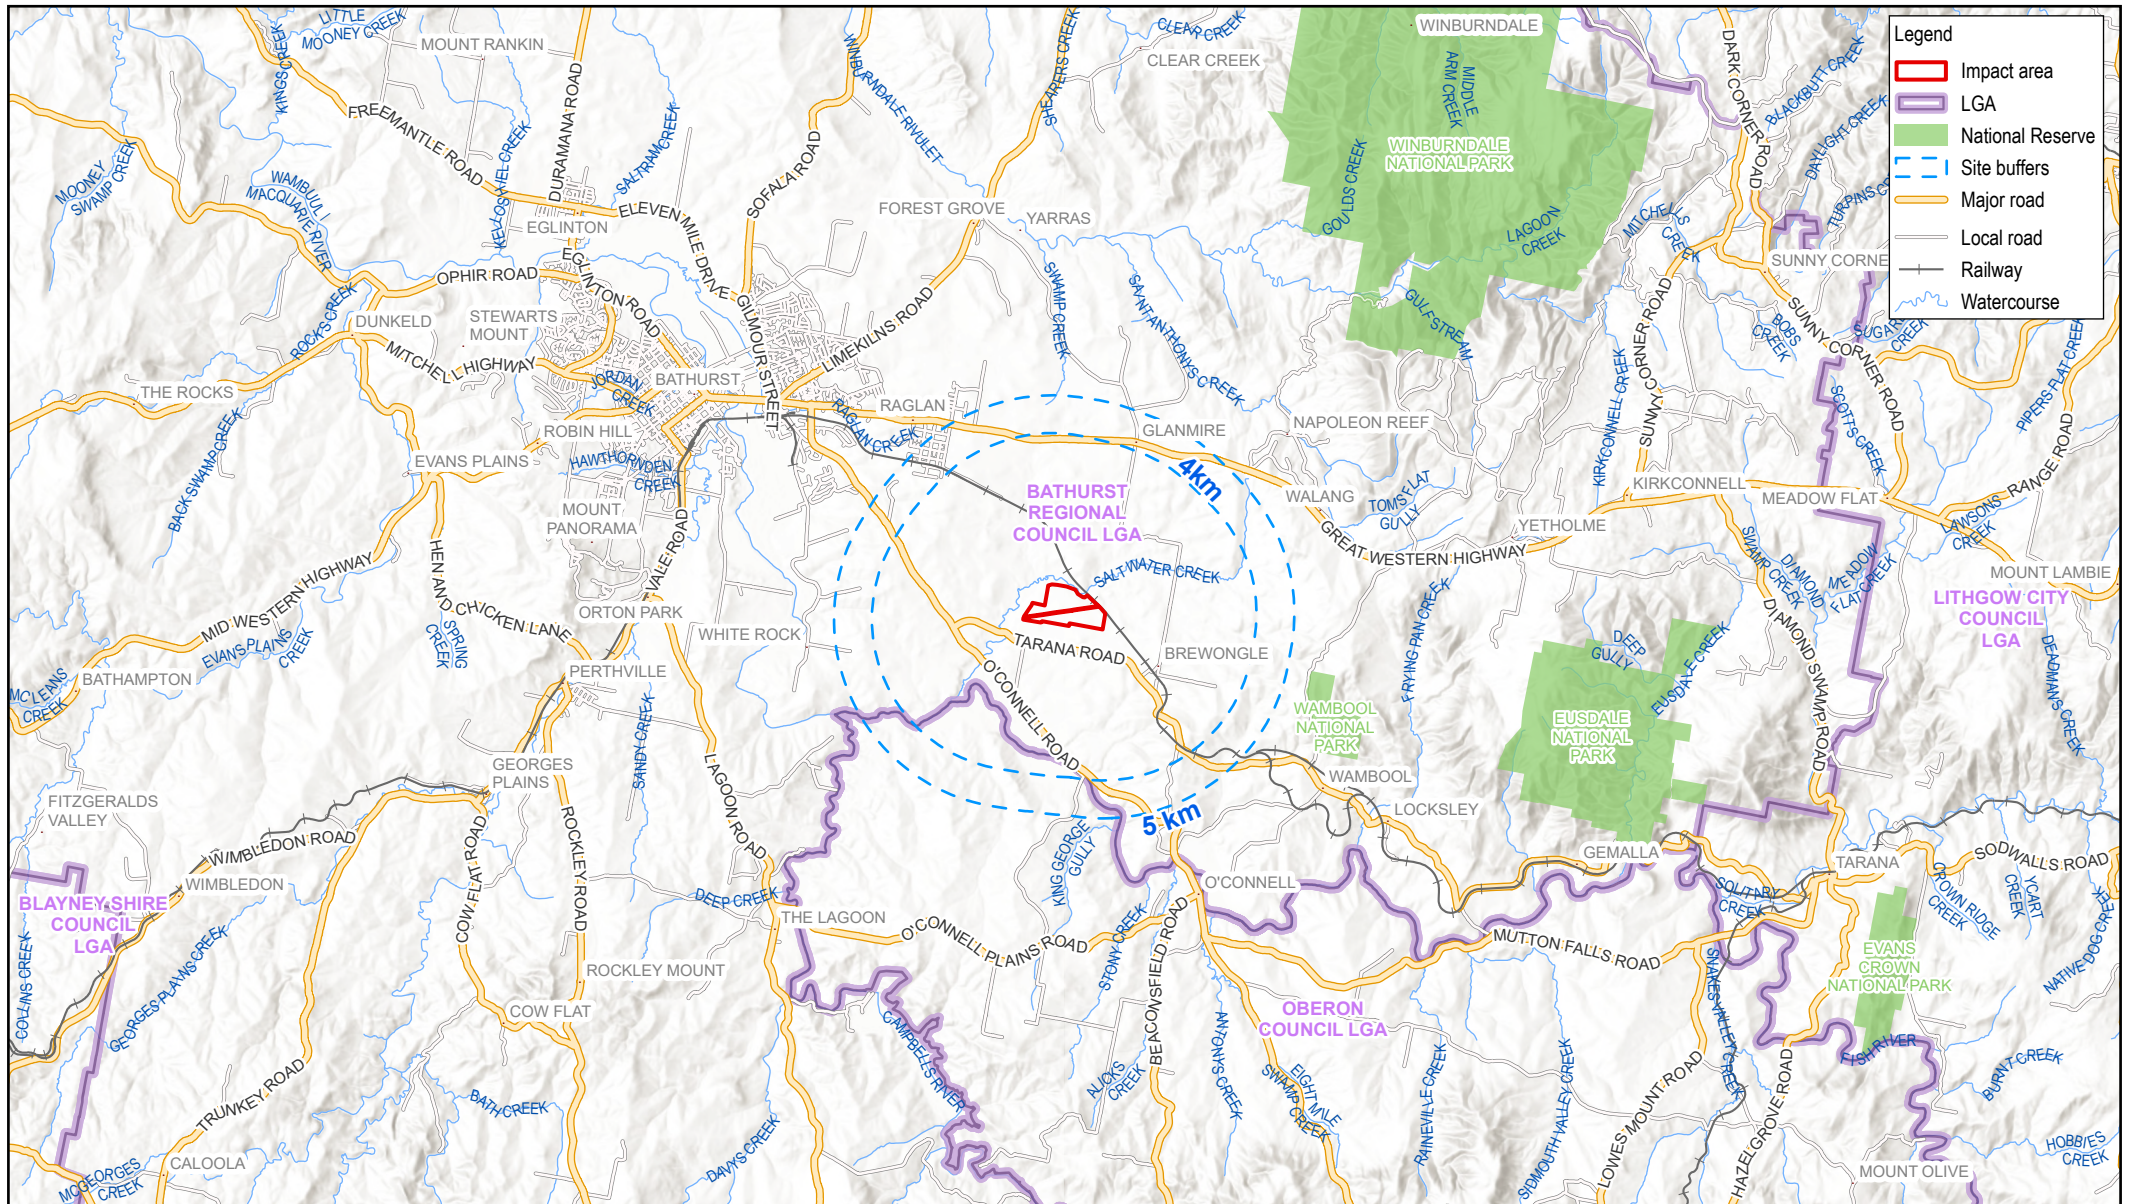 Legend
Impact area
LGA
National Reserve
Site buffers
Major road
Local road
Railway
Watercourse
LITTLE
MOONEY CREEK
KINGS CREEK
MOUNT RANKIN
FREEMANTLE ROAD
DURAMANA ROAD
KELLOSHIEL CREEK
SALTRAM CREEK
EGLINTON
ELEVEN MILE DRIVE
SOFALA ROAD
WINBURNDALE RIVULET
SHEARERS CREEK
CLEAR CREEK
CLEAR CREEK
FOREST GROVE
YARRAS
WINBURNDALE
MIDDLE
ARM CREEK
WINBURNDALE
NATIONAL PARK
GOULDS CREEK
LAGOON
CREEK
GULF STREAM
MITCHELLS
CREEK
DARK CORNER ROAD
BLACKBUTT CREEK
DAYLIGHT CREEK
SUNNY CORNE
SUNNY CORNER ROAD
SUNNY CORNER ROAD
BOBS
CREEK
SCOTTS CREEK
PIPERS FLAT CREEK
RANGE ROAD
MOONEY
SWAMP CREEK
WAMBUUL /
MACQUARIE RIVER
OPHIR ROAD
EGLINTON ROAD
GILMOUR STREET
LIMEKILNS ROAD
SWAMP CREEK
SAINT ANTHONYS CREEK
ROCKS CREEK
DUNKELD
STEWARTS
MOUNT
MITCHELL HIGHWAY
THE ROCKS
JORDAN
CREEK
BATHURST
RAGLAN
RAGLAN CREEK
ROBIN HILL
HAWTHORNDEN
CREEK
EVANS PLAINS
BACK SWAMP CREEK
MOUNT
PANORAMA
GLANMIRE
4km
NAPOLEON REEF
WALANG
TOMS FLAT
GULLY
KIRKCONNELL CREEK
KIRKCONNELL
MEADOW FLAT
YETHOLME
GREAT WESTERN HIGHWAY
LAWSONS
CREEK
MOUNT LAMBIE
SWAMP CREEK
DIAMOND
MEADOW
FLAT CREEK
DIAMOND SWAMP ROAD
LITHGOW CITY
COUNCIL
LGA
DEADMANS CREEK
BATHURST
REGIONAL
COUNCIL LGA
SALT WATER CREEK
MID WESTERN HIGHWAY
HEN AND CHICKEN LANE
SPRING
CREEK
EVANS PLAINS
CREEK
VALE ROAD
ORTON PARK
WHITE ROCK
PERTHVILLE
MCLEANS
CREEK
BATHAMPTON
TARANA ROAD
BREWONGLE
O'CONNELL ROAD
FRYING PAN CREEK
DEEP
GULLY
EUSDALE CREEK
WAMBOOL
NATIONAL
PARK
EUSDALE
NATIONAL
PARK
SANDY CREEK
LAGOON ROAD
GEORGES
PLAINS
FITZGERALDS
VALLEY
WIMBLEDON ROAD
WIMBLEDON
COW FLAT ROAD
ROCKLEY ROAD
5 km
WAMBOOL
LOCKSLEY
KING GEORGE
GULLY
GEMALLA
TARANA
SODWALLS ROAD
SOLITARY
CREEK
CROWN RIDGE
CREEK
YCART
CREEK
NATIVE DOG CREEK
BLAYNEY SHIRE
COUNCIL
LGA
COLLINS CREEK
GEORGES PLAINS CREEK
DEEP CREEK
THE LAGOON
O'CONNELL PLAINS ROAD
O'CONNELL
STONY CREEK
BEACONSFIELD ROAD
MUTTON FALLS ROAD
EVANS
CROWN
NATIONAL PARK
ROCKLEY MOUNT
COW FLAT
OBERON
COUNCIL LGA
CAMPBELLS RIVER
ALICKS
CREEK
ANTONYS CREEK
EIGHT MILE
SWAMP CREEK
RAINEVILLE CREEK
SIDMOUTH VALLEY CREEK
LOWES MOUNT ROAD
SNAKES VALLEY CREEK
HAZELGROVE ROAD
FISH RIVER
BURNT CREEK
HOBBIES
CREEK
MOUNT OLIVE
TRUNKEY ROAD
BATH CREEK
DAVYS CREEK
CALOOLA
MCGEORGES
CREEK